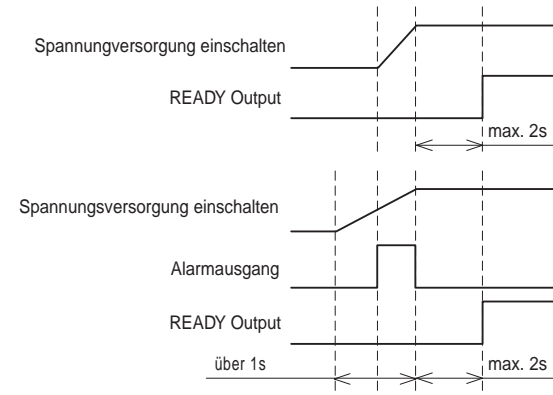 Spannungversorgung einschalten
READY Output
max. 2s
Spannungsversorgung einschalten
Alarmausgang
READY Output
über 1s
max. 2s